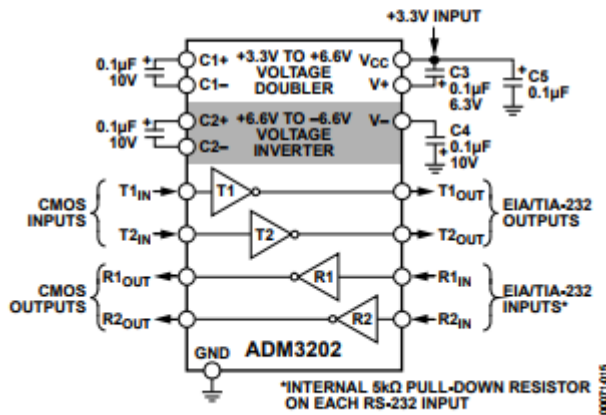 +3.3V INPUT
0.1µF
10V
C1+
C1–
+3.3V TO +6.6V
VOLTAGE
DOUBLER
VCC
V+
C3
0.1µF
6.3V
C5
0.1µF
0.1µF
10V
C2+
C2–
+6.6V TO –6.6V
VOLTAGE
INVERTER
V–
C4
0.1µF
10V
CMOS
INPUTS
T1IN
T2IN
T1
T2
T1OUT
T2OUT
EIA/TIA-232
OUTPUTS
CMOS
OUTPUTS
R1OUT
R2OUT
R1
R2
R1IN
R2IN
EIA/TIA-232
INPUTS*
GND
ADM3202
*INTERNAL 5kΩ PULL-DOWN RESISTOR
ON EACH RS-232 INPUT